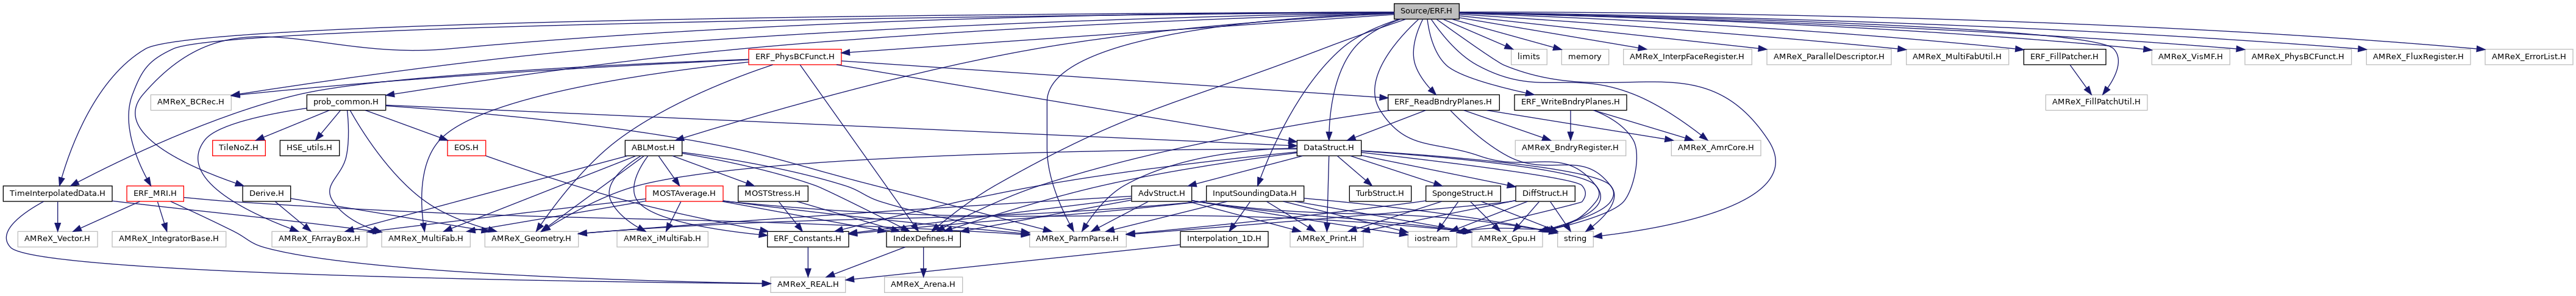 Source/ERF.H
ERF_PhysBCFunct.H
limits
memory
AMReX_InterpFaceRegister.H
AMReX_ParallelDescriptor.H
AMReX_MultiFabUtil.H
ERF_FillPatcher.H
AMReX_VisMF.H
AMReX_PhysBCFunct.H
AMReX_FluxRegister.H
AMReX_ErrorList.H
AMReX_BCRec.H
prob_common.H
ERF_ReadBndryPlanes.H
ERF_WriteBndryPlanes.H
AMReX_FillPatchUtil.H
TileNoZ.H
HSE_utils.H
EOS.H
ABLMost.H
DataStruct.H
AMReX_BndryRegister.H
AMReX_AmrCore.H
TimeInterpolatedData.H
ERF_MRI.H
Derive.H
MOSTAverage.H
MOSTStress.H
AdvStruct.H
InputSoundingData.H
TurbStruct.H
SpongeStruct.H
DiffStruct.H
AMReX_Vector.H
AMReX_IntegratorBase.H
AMReX_FArrayBox.H
AMReX_MultiFab.H
AMReX_Geometry.H
AMReX_iMultiFab.H
ERF_Constants.H
IndexDefines.H
AMReX_ParmParse.H
Interpolation_1D.H
AMReX_Print.H
iostream
AMReX_Gpu.H
string
AMReX_REAL.H
AMReX_Arena.H